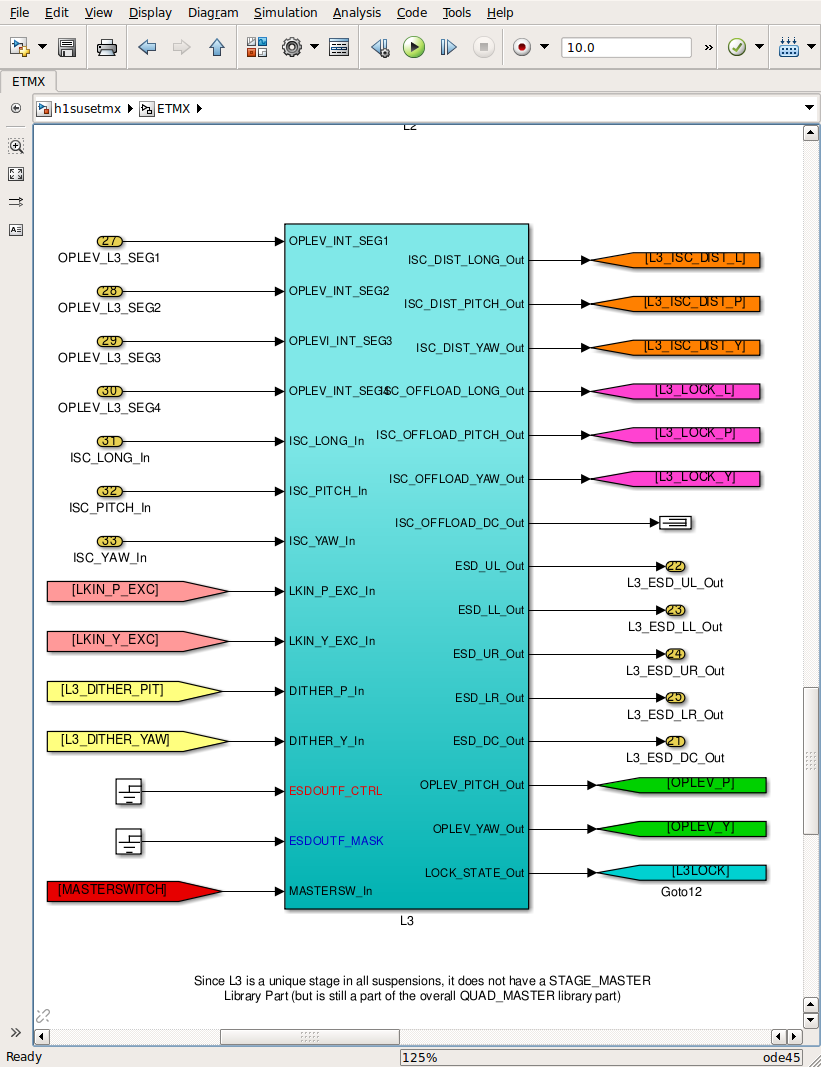 File Edit View Display Diagram Simulation Analysis Code Tools Help
10.0
»
ETMX
h1susetmx ETMX
L2
27
OPLEV_L3_SEG1
28
OPLEV_L3_SEG2
29
OPLEV_L3_SEG3
30
OPLEV_L3_SEG4
31
ISC_LONG_In
32
ISC_PITCH_In
33
ISC_YAW_In
[LKIN_P_EXC]
[LKIN_Y_EXC]
[L3_DITHER_PIT]
[L3_DITHER_YAW]
[MASTERSWITCH]
OPLEV_INT_SEG1
OPLEV_INT_SEG2
OPLEVI_INT_SEG3
OPLEV_INT_SEG4
ISC_LONG_In
ISC_PITCH_In
ISC_YAW_In
LKIN_P_EXC_In
LKIN_Y_EXC_In
DITHER_P_In
DITHER_Y_In
ESDOUTF_CTRL
ESDOUTF_MASK
MASTERSW_In
ISC_DIST_LONG_Out
ISC_DIST_PITCH_Out
ISC_DIST_YAW_Out
ISC_OFFLOAD_LONG_Out
ISC_OFFLOAD_PITCH_Out
ISC_OFFLOAD_YAW_Out
ISC_OFFLOAD_DC_Out
ESD_UL_Out
ESD_LL_Out
ESD_UR_Out
ESD_LR_Out
ESD_DC_Out
OPLEV_PITCH_Out
OPLEV_YAW_Out
LOCK_STATE_Out
[L3_ISC_DIST_L]
[L3_ISC_DIST_P]
[L3_ISC_DIST_Y]
[L3_LOCK_L]
[L3_LOCK_P]
[L3_LOCK_Y]
22
L3_ESD_UL_Out
23
L3_ESD_LL_Out
24
L3_ESD_UR_Out
25
L3_ESD_LR_Out
21
L3_ESD_DC_Out
[OPLEV_P]
[OPLEV_Y]
[L3LOCK]
Goto12
L3
Since L3 is a unique stage in all suspensions, it does not have a STAGE_MASTER
Library Part (but is still a part of the overall QUAD_MASTER library part)
»
Ready 125% ode45